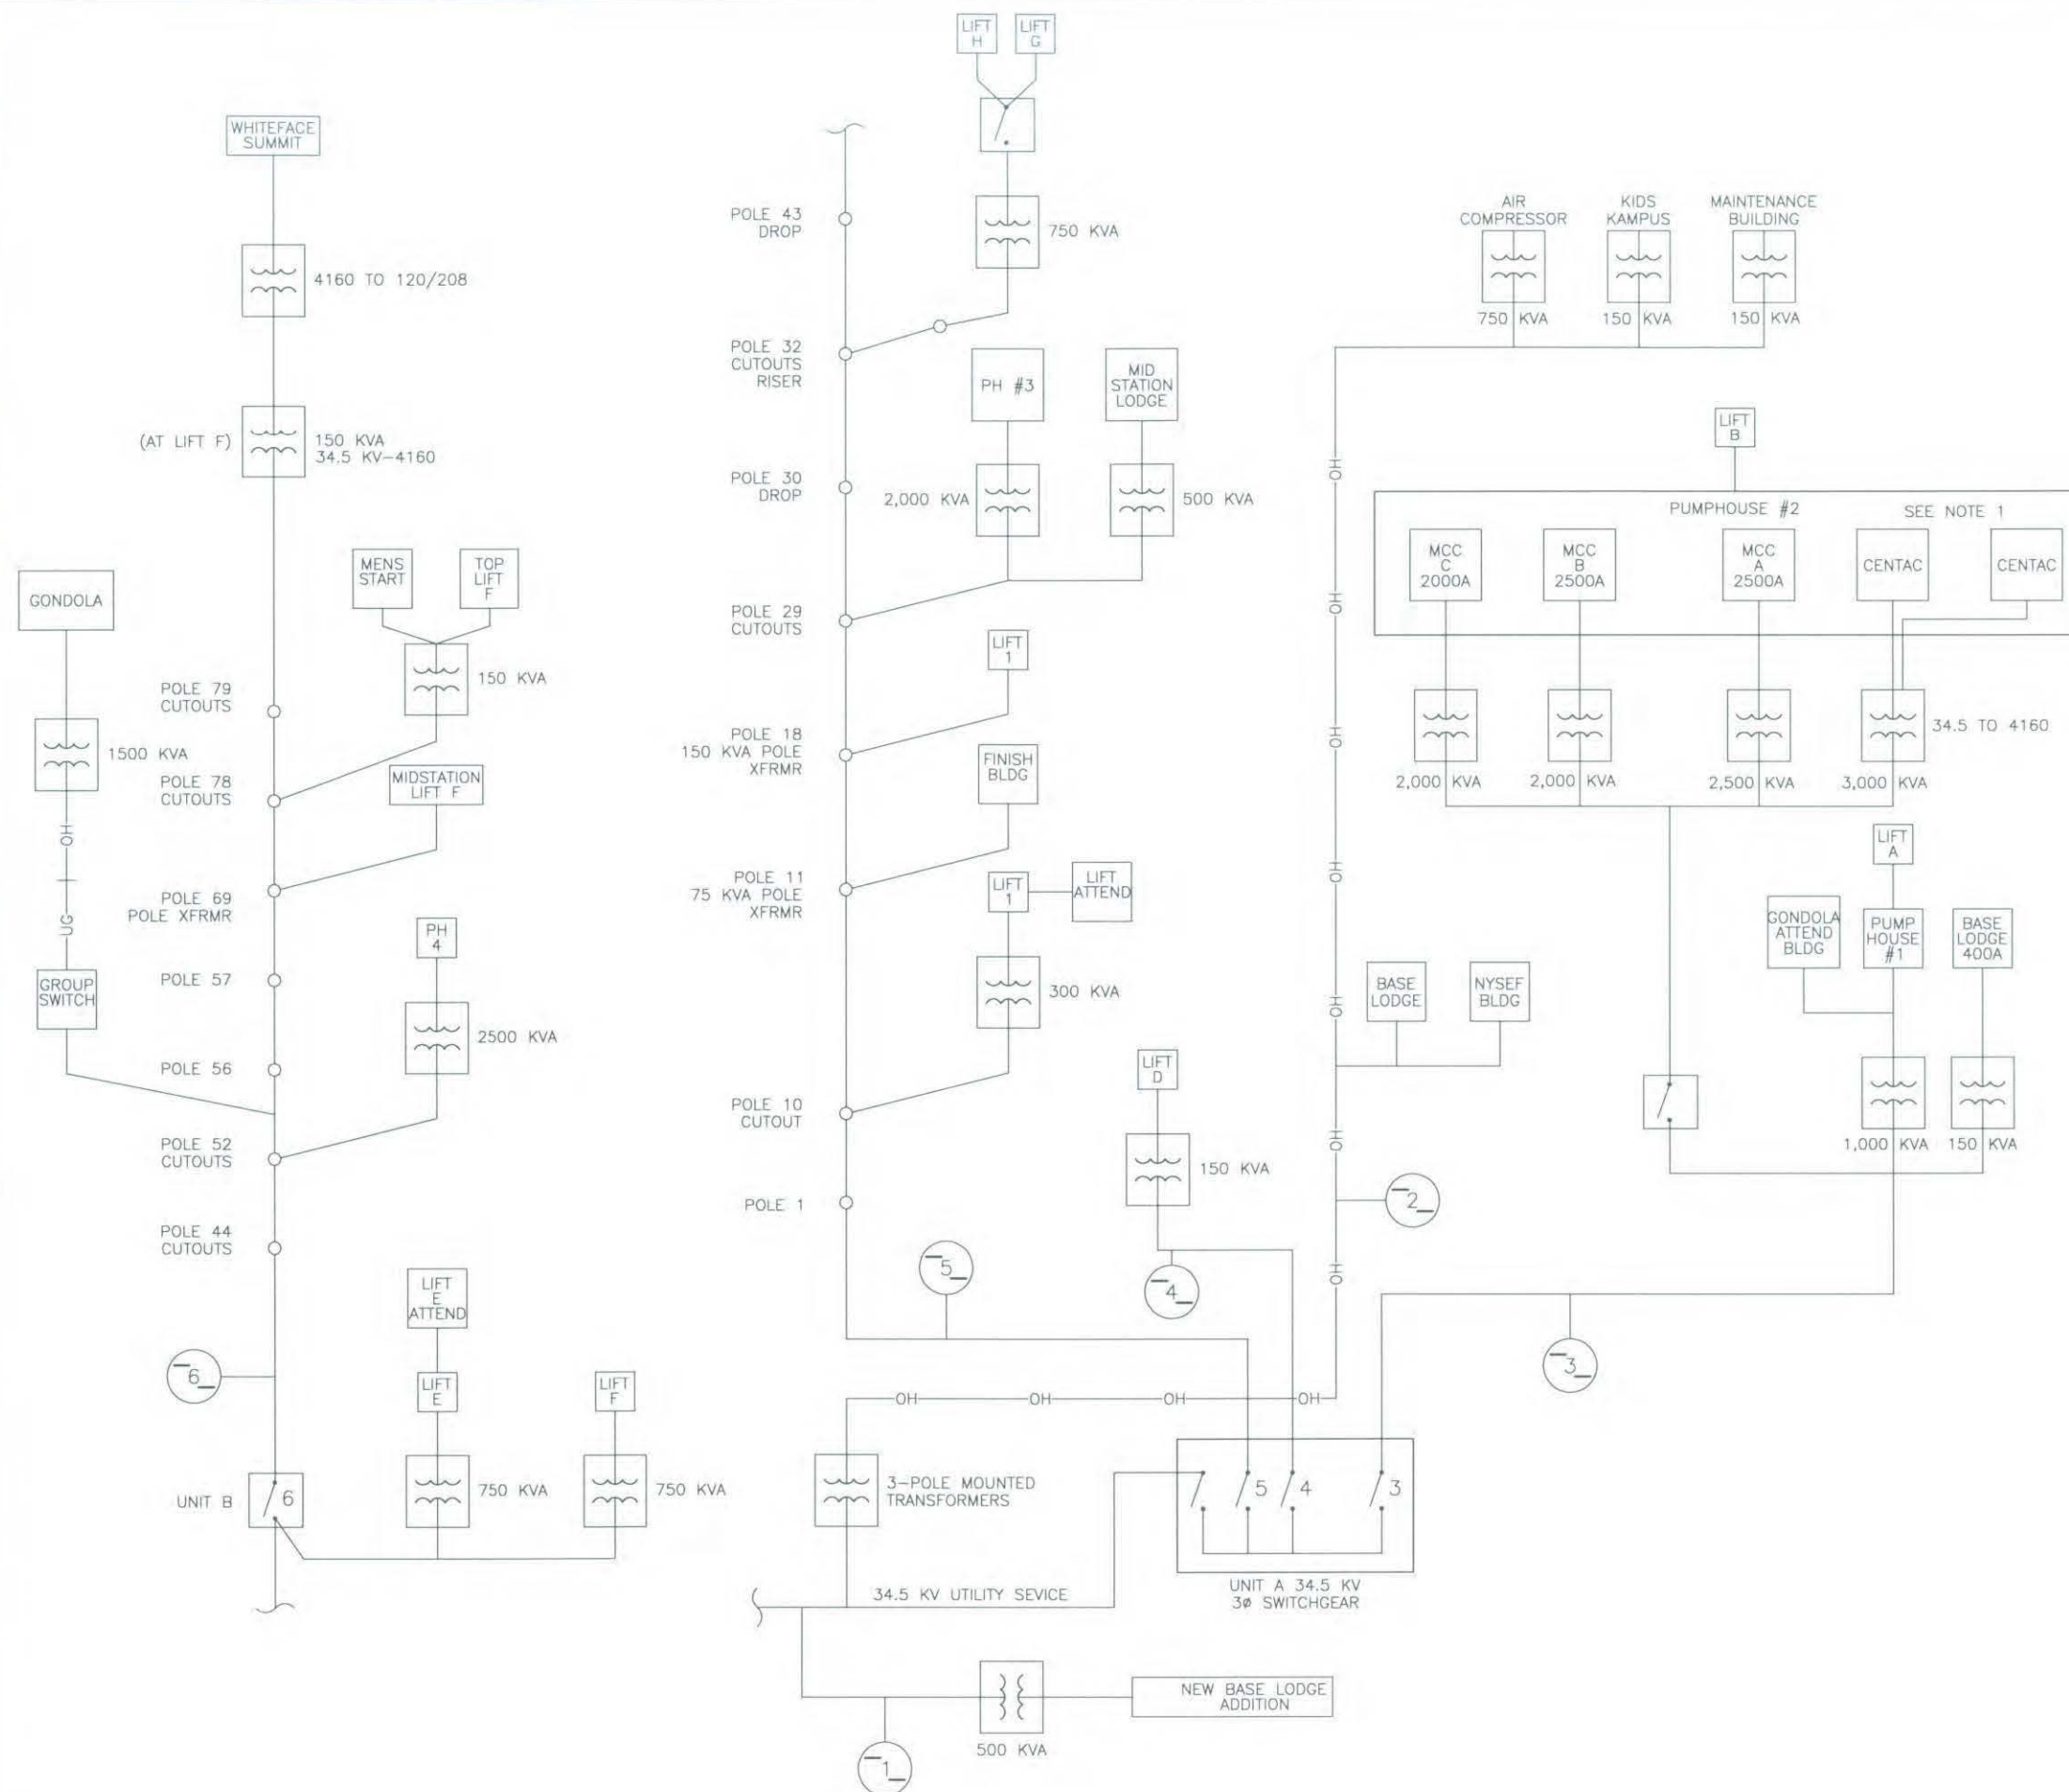 LIFT
H
LIFT
G
WHITEFACE
SUMMIT
4160 TO 120/208
(AT LIFT F)
150 KVA
34.5 KV-4160
GONDOLA
MENS
START
TOP
LIFT
F
150 KVA
POLE 79
CUTOUTS
1500 KVA
POLE 78
CUTOUTS
MIDSTATION
LIFT F
OH
UG
POLE 69
POLE XFRMR
PH
4
GROUP
SWITCH
POLE 57
2500 KVA
POLE 56
POLE 52
CUTOUTS
POLE 44
CUTOUTS
LIFT
E
ATTEND
6
LIFT
E
LIFT
F
UNIT B
6
750 KVA
750 KVA
POLE 43
DROP
750 KVA
POLE 32
CUTOUTS
RISER
PH #3
MID
STATION
LODGE
POLE 30
DROP
2,000 KVA
500 KVA
POLE 29
CUTOUTS
LIFT
1
POLE 18
150 KVA POLE
XFRMR
FINISH
BLDG
POLE 11
75 KVA POLE
XFRMR
LIFT
1
LIFT
ATTEND
300 KVA
POLE 10
CUTOUT
LIFT
D
150 KVA
POLE 1
5
4
AIR
COMPRESSOR
KIDS
KAMPUS
MAINTENANCE
BUILDING
750 KVA
150 KVA
150 KVA
OH
OH
OH
OH
OH
OH
OH
LIFT
B
PUMPHOUSE #2
SEE NOTE 1
MCC
C
2000A
MCC
B
2500A
MCC
A
2500A
CENTAC
CENTAC
34.5 TO 4160
2,000 KVA
2,000 KVA
2,500 KVA
3,000 KVA
LIFT
A
GONDOLA
ATTEND
BLDG
PUMP
HOUSE
#1
BASE
LODGE
400A
BASE
LODGE
NYSEF
BLDG
1,000 KVA
150 KVA
2
3
OH
OH
OH
OH
3-POLE MOUNTED
TRANSFORMERS
5
4
3
34.5 KV UTILITY SEVICE
UNIT A 34.5 KV
3ø SWITCHGEAR
NEW BASE LODGE
ADDITION
500 KVA
1